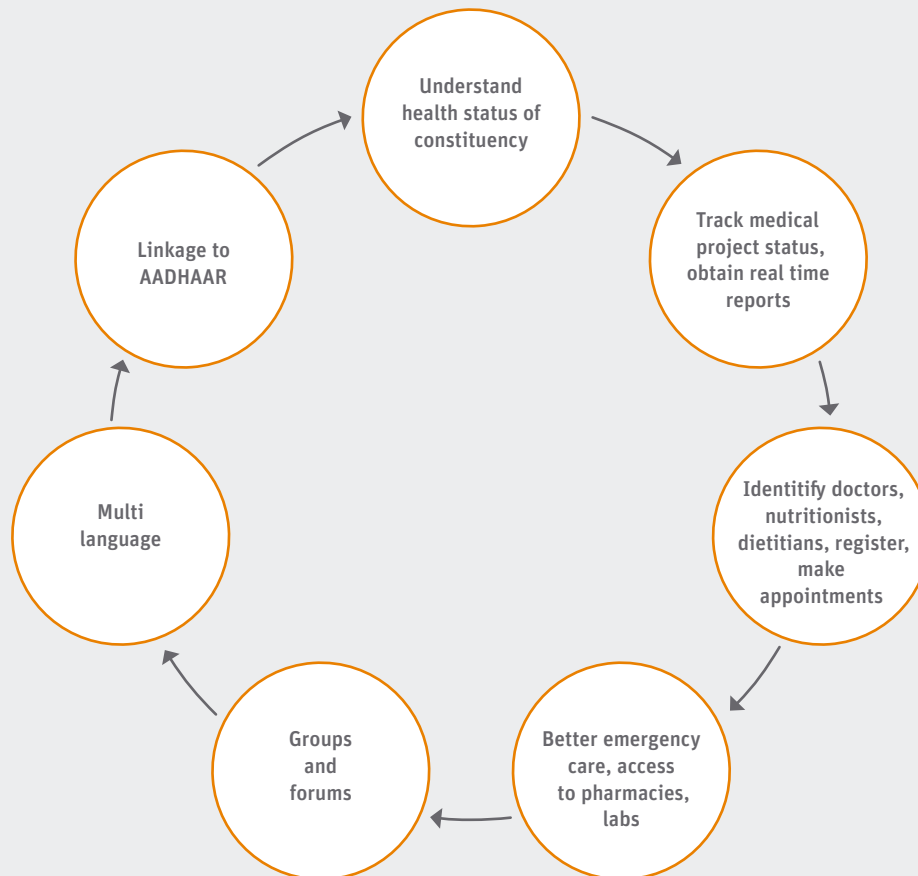 Understand
health status of
constituency
Track medical
project status,
obtain real time
reports
Identitify doctors,
nutritionists,
dietitians, register,
make
appointments
Better emergency
care, access
to pharmacies,
labs
Groups
and
forums
Multi
language
Linkage to
AADHAAR